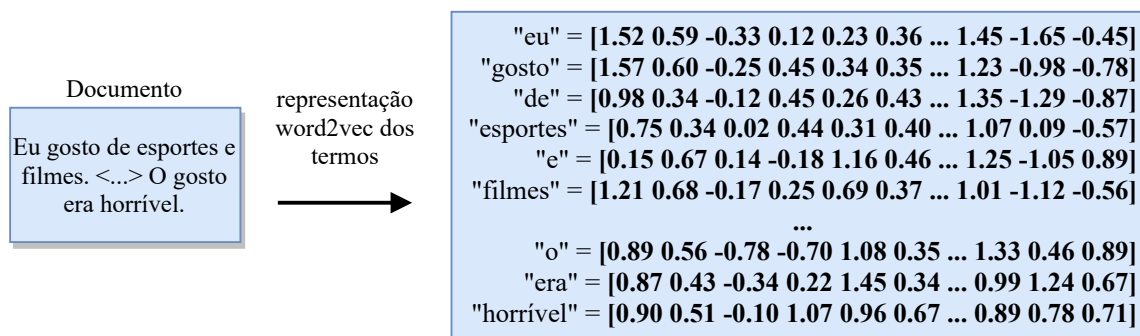 Documento
Eu gosto de esportes e
filmes. <...> O gosto
era horrível.
representação
word2vec dos
termos
"eu" = [1.52 0.59 -0.33 0.12 0.23 0.36 ... 1.45 -1.65 -0.45]
"gosto" = [1.57 0.60 -0.25 0.45 0.34 0.35 ... 1.23 -0.98 -0.78]
"de" = [0.98 0.34 -0.12 0.45 0.26 0.43 ... 1.35 -1.29 -0.87]
"esportes" = [0.75 0.34 0.02 0.44 0.31 0.40 ... 1.07 0.09 -0.57]
"e" = [0.15 0.67 0.14 -0.18 1.16 0.46 ... 1.25 -1.05 0.89]
"filmes" = [1.21 0.68 -0.17 0.25 0.69 0.37 ... 1.01 -1.12 -0.56]
...
"o" = [0.89 0.56 -0.78 -0.70 1.08 0.35 ... 1.33 0.46 0.89]
"era" = [0.87 0.43 -0.34 0.22 1.45 0.34 ... 0.99 1.24 0.67]
"horrível" = [0.90 0.51 -0.10 1.07 0.96 0.67 ... 0.89 0.78 0.71]